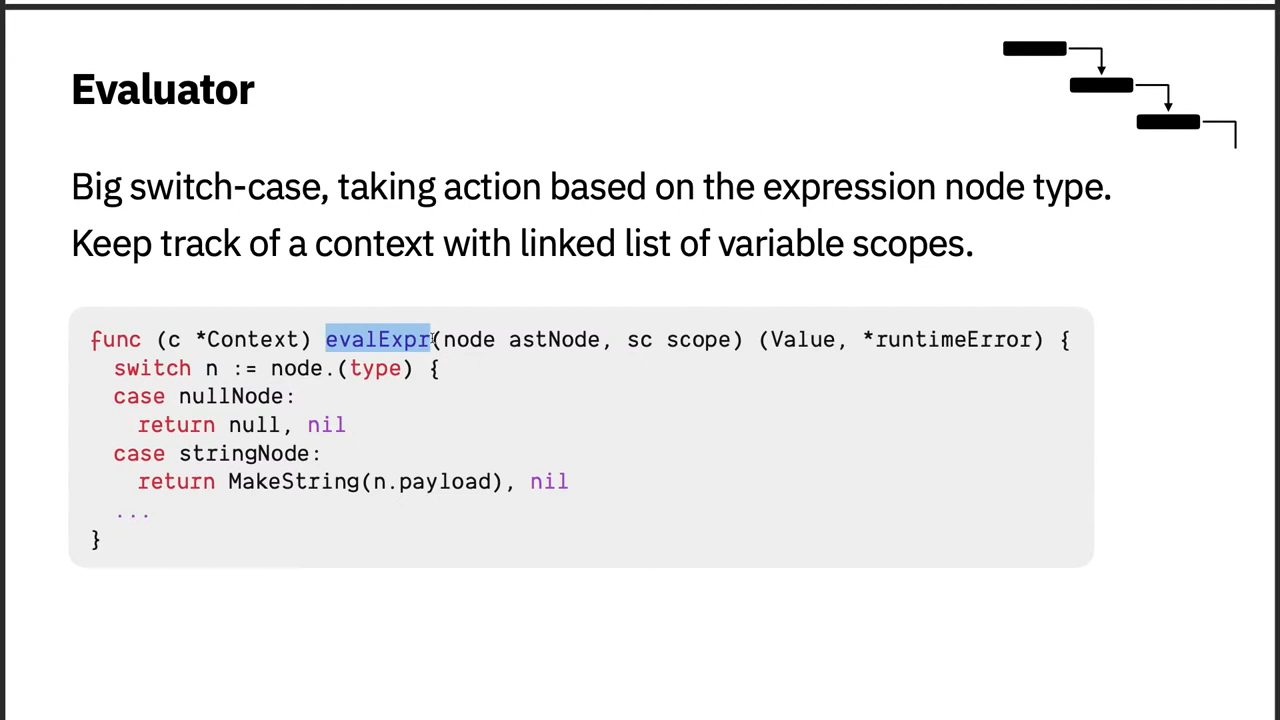 Evaluator
Big switch-case, taking action based on the expression node type.
Keep track of a context with linked list of variable scopes.
func (c *Context) evalExpr(node astNode, sc scope) (Value, *runtimeError) {
  switch n := node.(type) {
  case nullNode:
    return null, nil
  case stringNode:
    return MakeString(n.payload), nil
  ...
}